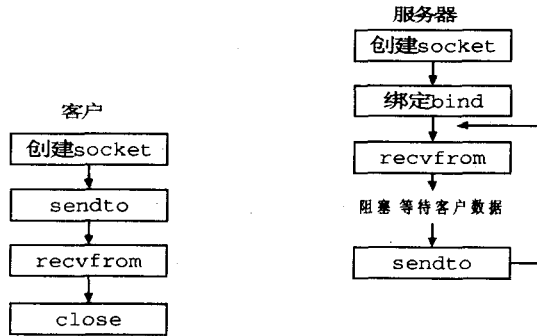 客户
创建socket
sendto
recvfrom
close
服务器
创建socket
绑定bind
recvfrom
阻塞 等待客户数据
sendto